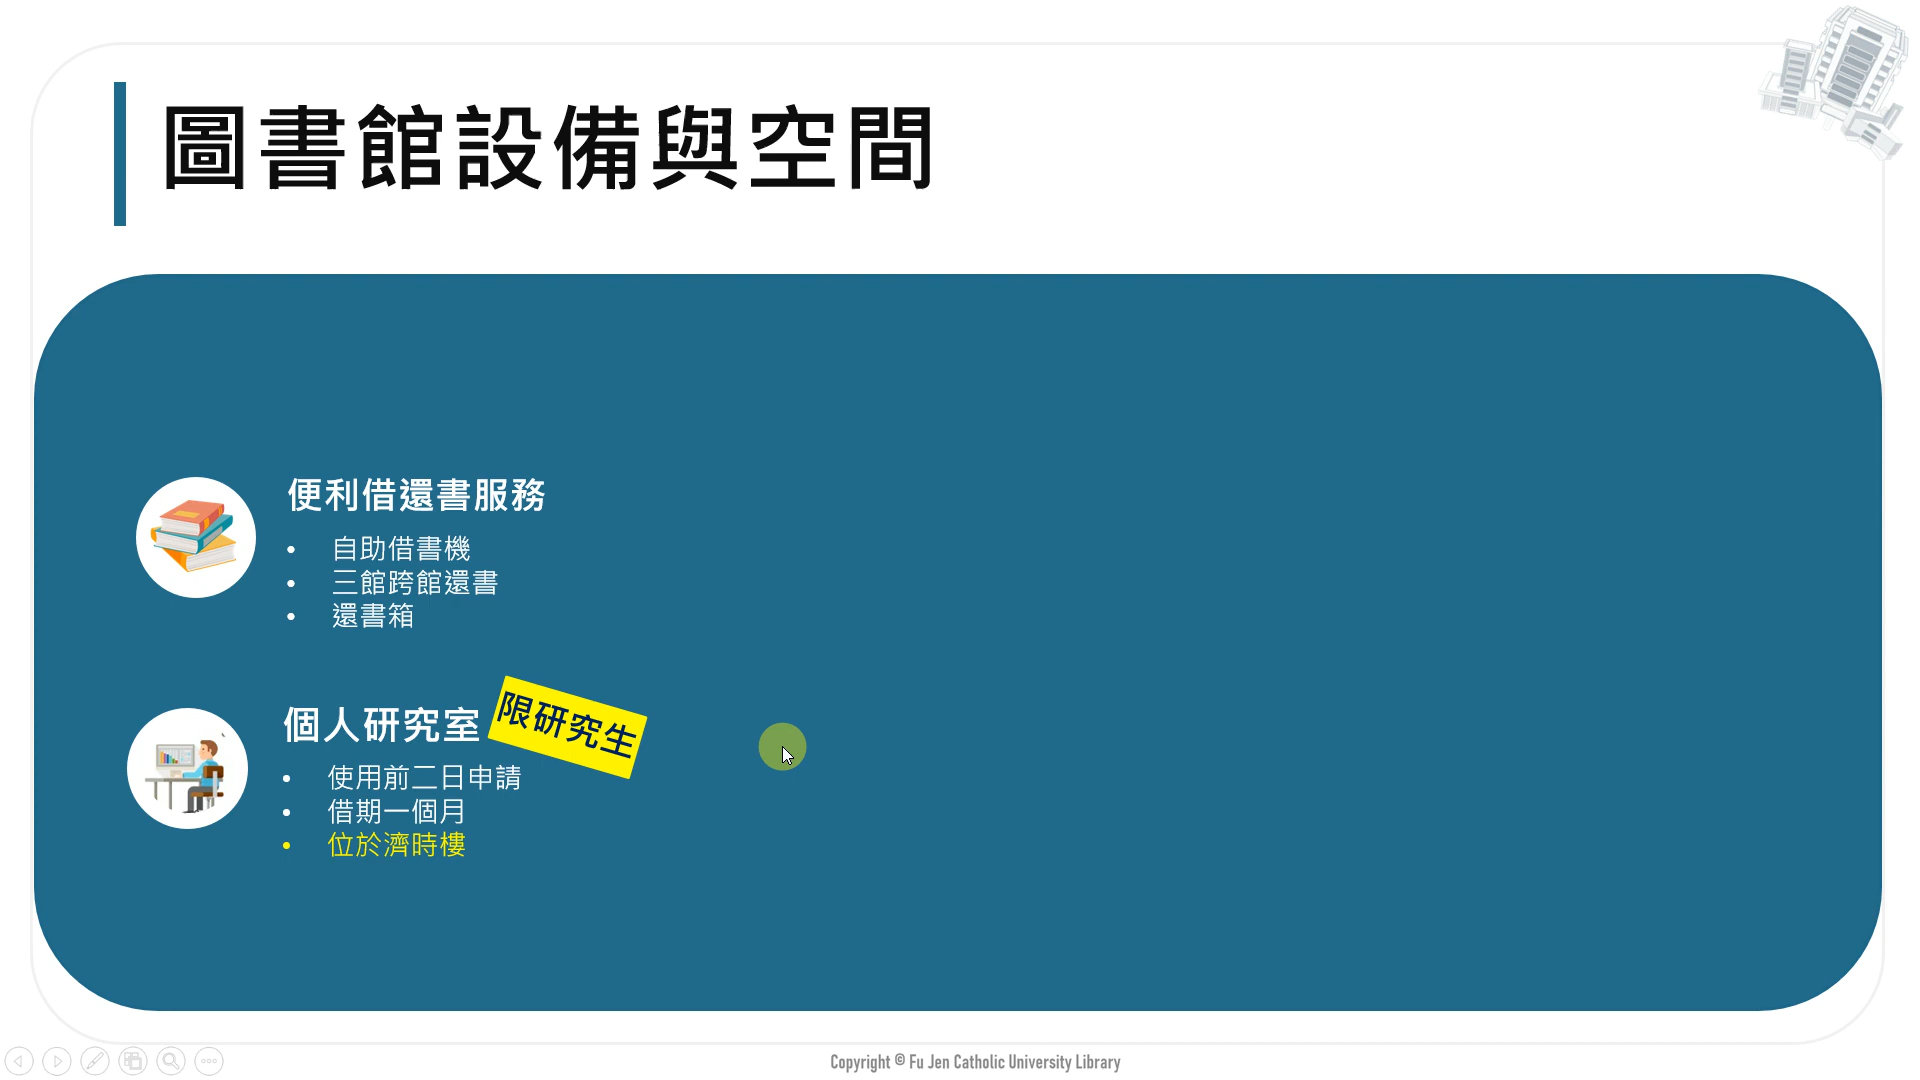 圖書館設備與空間
便利借還書服務
• 自助借書機
• 三館跨館還書
• 還書箱
個人研究室
限研究生
• 使用前二日申請
• 借期一個月
• 位於濟時樓
Copyright © Fu Jen Catholic University Library